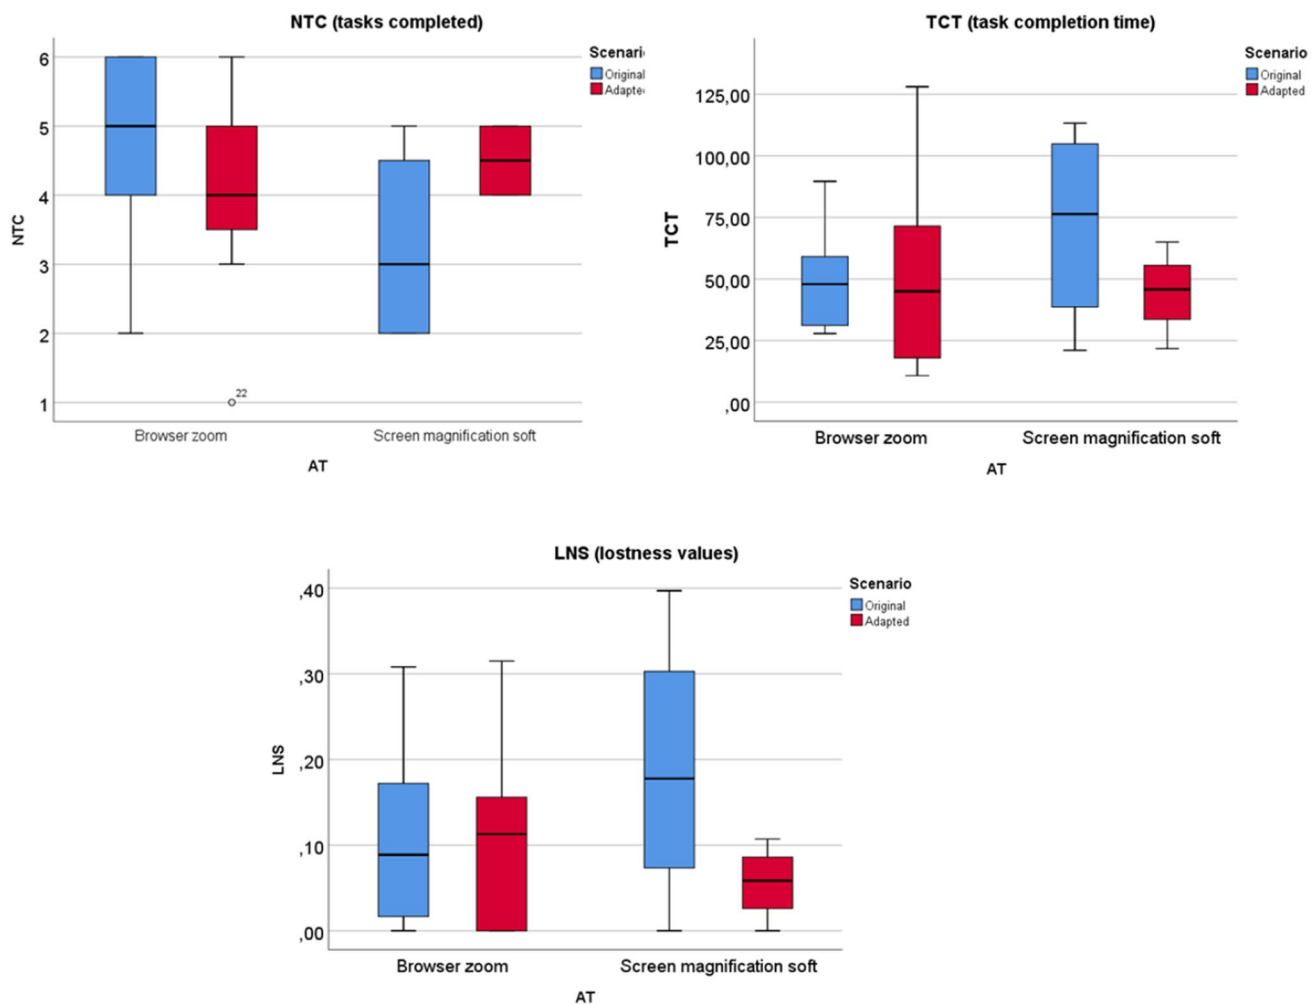 NTC (tasks completed)
Scenari
Original
Adapte
6
5
4
3
2
1
NTC
22
Browser zoom
Screen magnification soft
AT
TCT (task completion time)
Scenario
Original
Adapted
125,00
100,00
75,00
50,00
25,00
,00
TCT
Browser zoom
Screen magnification soft
AT
LNS (lostness values)
Scenario
Original
Adapted
,40
,30
,20
,10
,00
LNS
Browser zoom
Screen magnification soft
AT